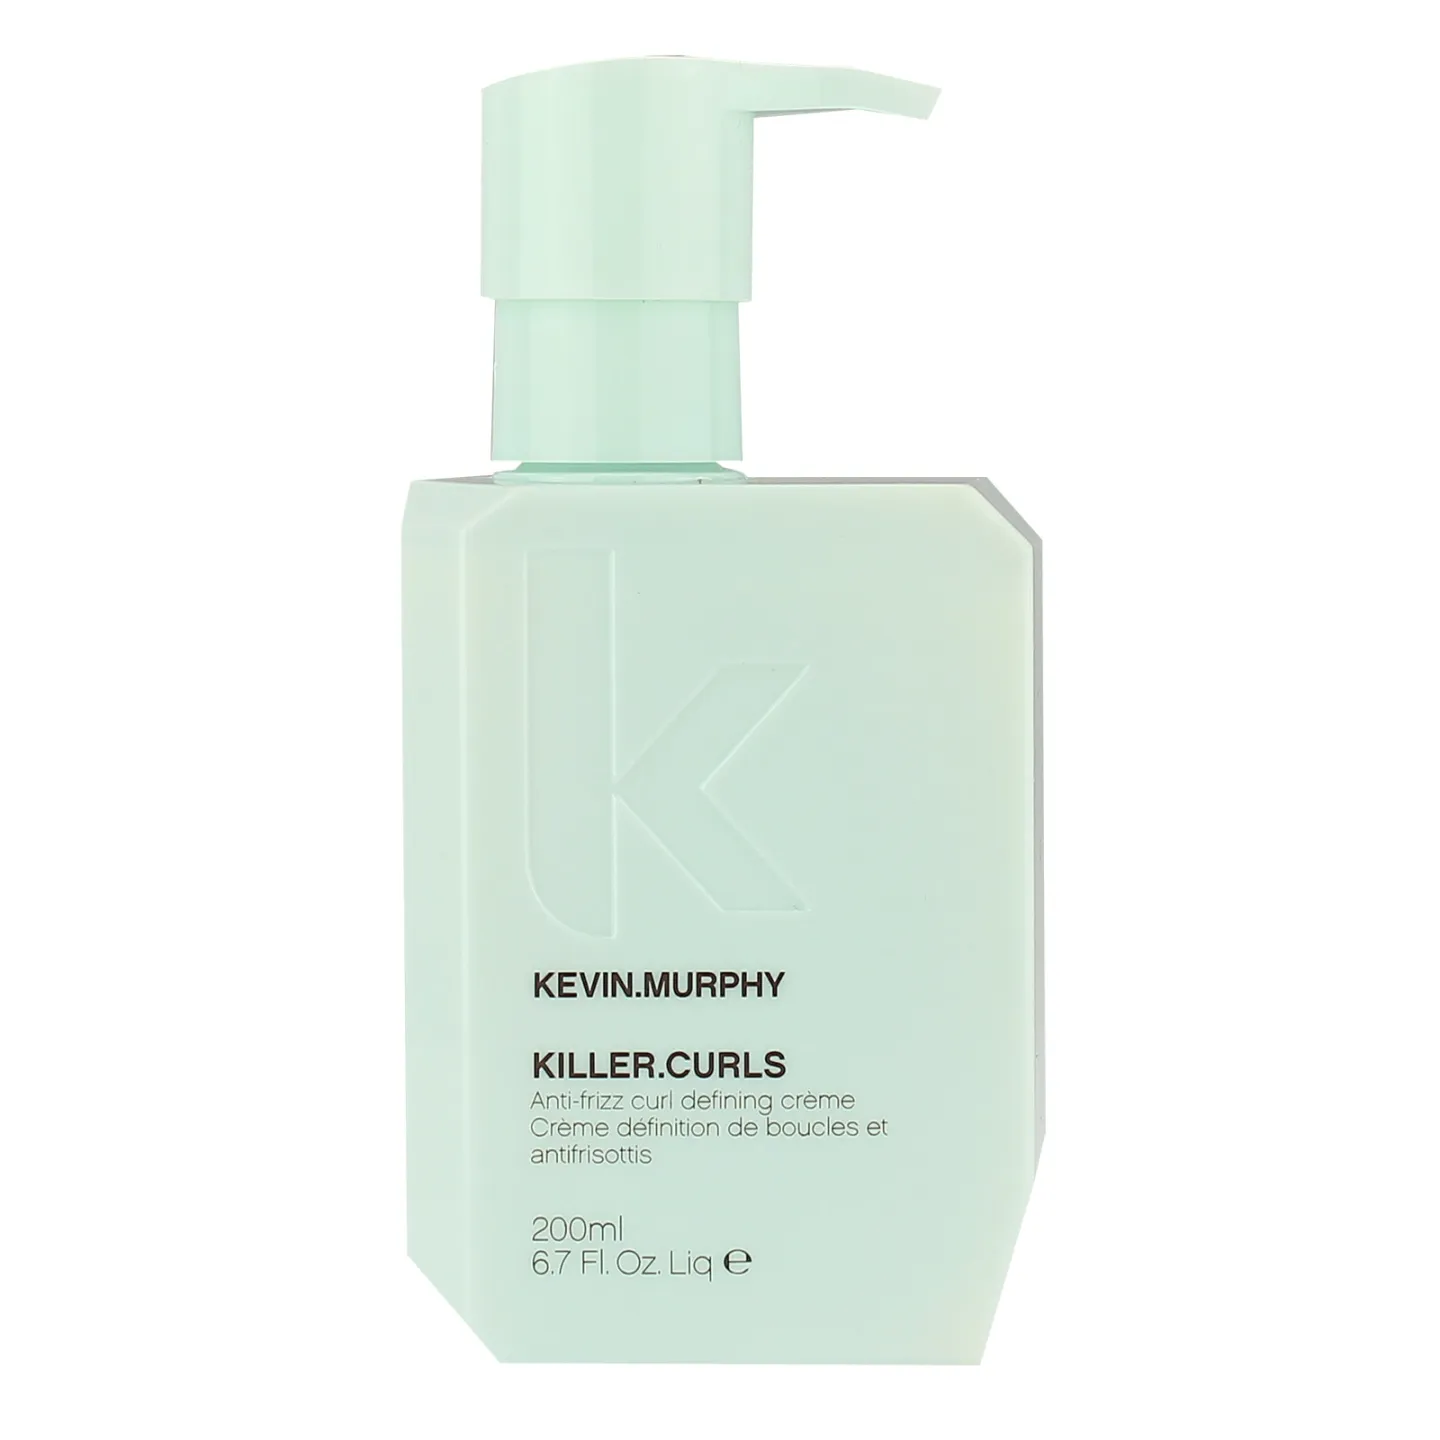 k
KEVIN.MURPHY
KILLER.CURLS
Anti-frizz curl defining crème
Crème définition de boucles et
antifrisottis
200ml
6.7 Fl. Oz. Liq ℮